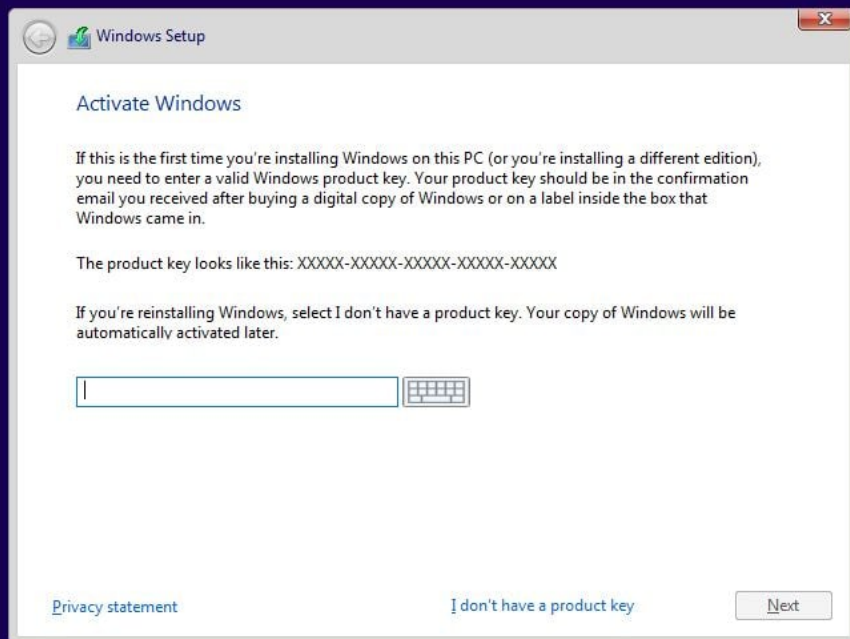 Windows Setup
Activate Windows
If this is the first time you're installing Windows on this PC (or you're installing a different edition),
you need to enter a valid Windows product key. Your product key should be in the confirmation
email you received after buying a digital copy of Windows or on a label inside the box that
Windows came in.
The product key looks like this: XXXXX-XXXXX-XXXXX-XXXXX-XXXXX
If you're reinstalling Windows, select I don't have a product key. Your copy of Windows will be
automatically activated later.
Privacy statement
I don't have a product key
Next